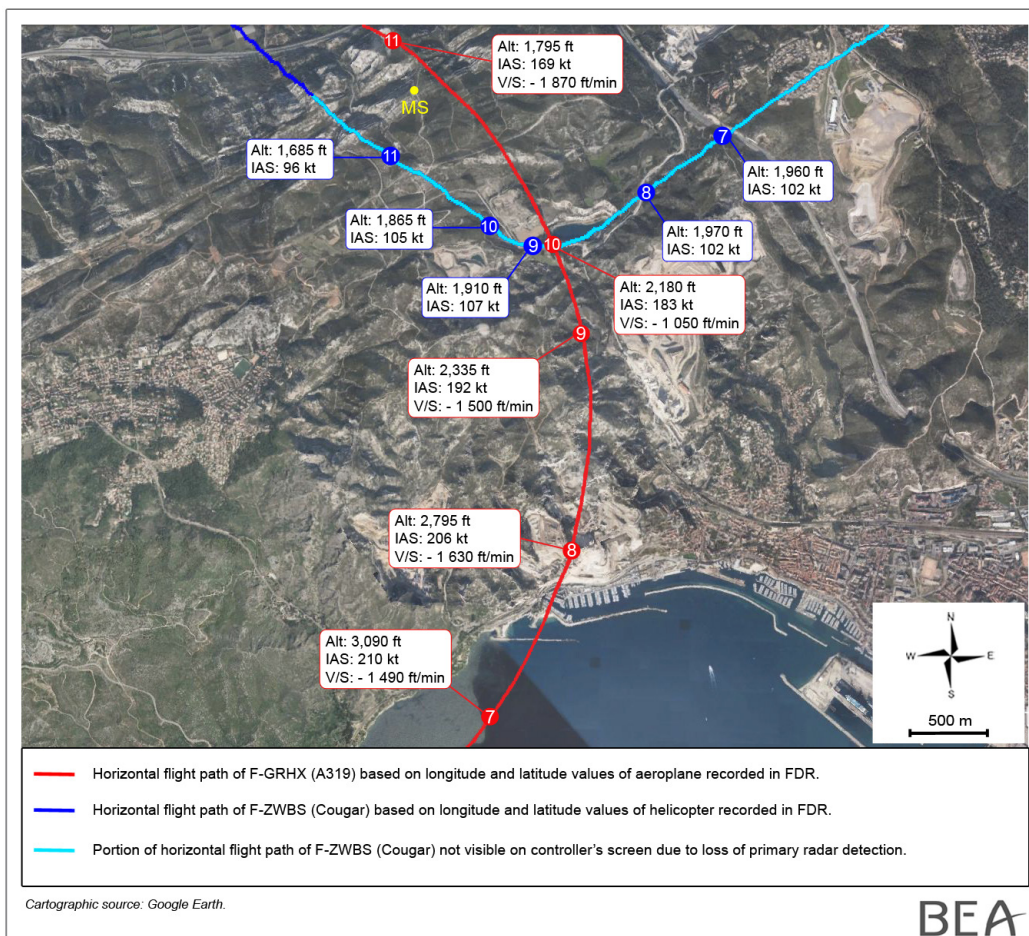 11
Alt: 1,795 ft
IAS: 169 kt
V/S: - 1 870 ft/min
MS
7
11
Alt: 1,685 ft
IAS: 96 kt
Alt: 1,960 ft
IAS: 102 kt
8
Alt: 1,865 ft
IAS: 105 kt
10
9
10
Alt: 1,970 ft
IAS: 102 kt
Alt: 1,910 ft
IAS: 107 kt
Alt: 2,180 ft
IAS: 183 kt
V/S: - 1 050 ft/min
9
Alt: 2,335 ft
IAS: 192 kt
V/S: - 1 500 ft/min
Alt: 2,795 ft
IAS: 206 kt
V/S: - 1 630 ft/min
8
Alt: 3,090 ft
IAS: 210 kt
V/S: - 1 490 ft/min
7
N
W
E
S
500 m
Horizontal flight path of F-GRHX (A319) based on longitude and latitude values of aeroplane recorded in FDR.
Horizontal flight path of F-ZWBS (Cougar) based on longitude and latitude values of helicopter recorded in FDR.
Portion of horizontal flight path of F-ZWBS (Cougar) not visible on controller's screen due to loss of primary radar detection.
Cartographic source: Google Earth.
BEA